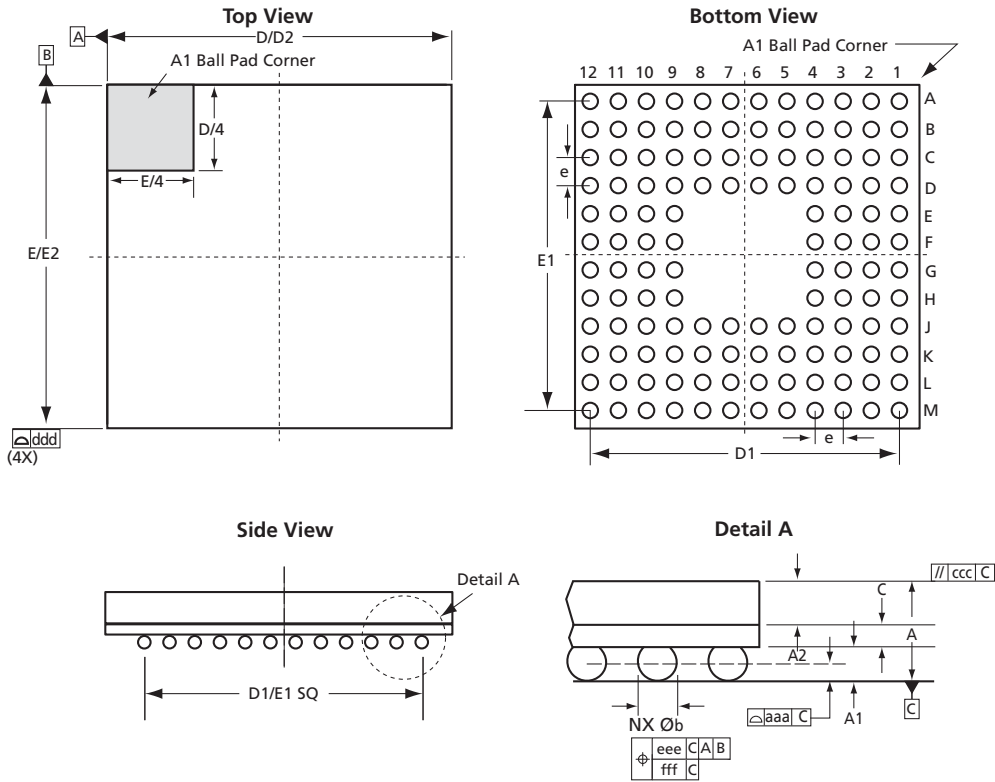 Top View
A
D/D2
B
A1 Ball Pad Corner
D/4
E/4
E/E2
ddd
(4X)
Bottom View
A1 Ball Pad Corner
12 11 10 9 8 7 6 5 4 3 2 1
A
B
C
e
D
E
F
E1
G
H
J
K
L
M
e
D1
Side View
Detail A
D1/E1 SQ
Detail A
// ccc C
C
A
A2
NX Øb
aaa C
A1
C
eee C A B
fff C